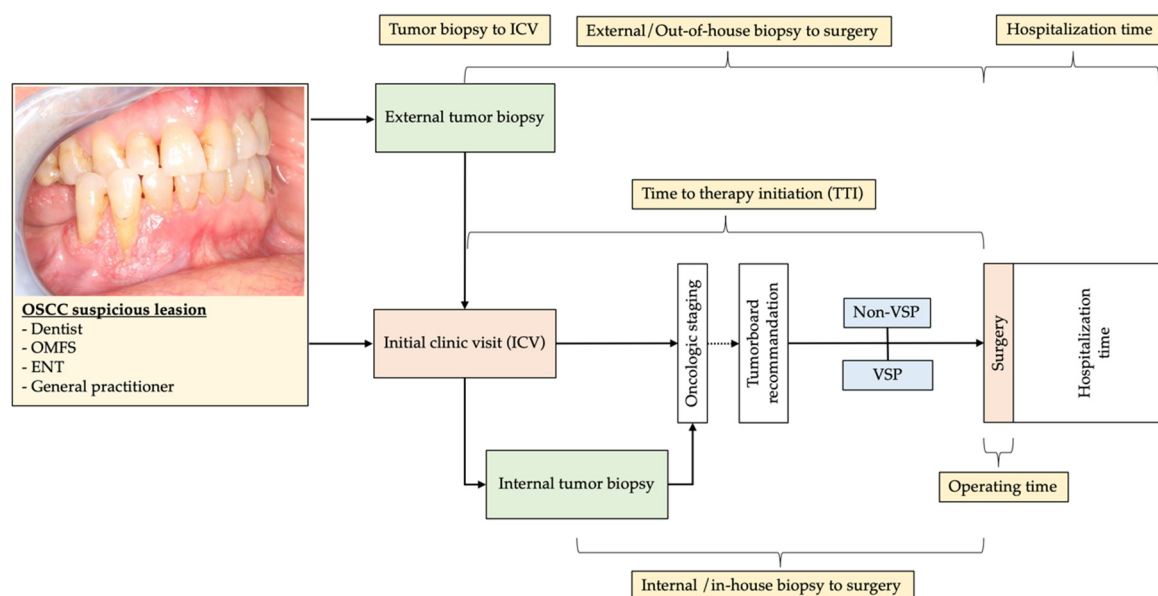 Tumor biopsy to ICV
External/Out-of-house biopsy to surgery
Hospitalization time
External tumor biopsy
Time to therapy initiation (TTI)
OSCC suspicious leasion
- Dentist
- OMFS
- ENT
- General practitioner
Initial clinic visit (ICV)
Oncologic staging
Tumorboard
recommandation
Non-VSP
VSP
Surgery
Hospitalization
time
Internal tumor biopsy
Operating time
Internal /in-house biopsy to surgery